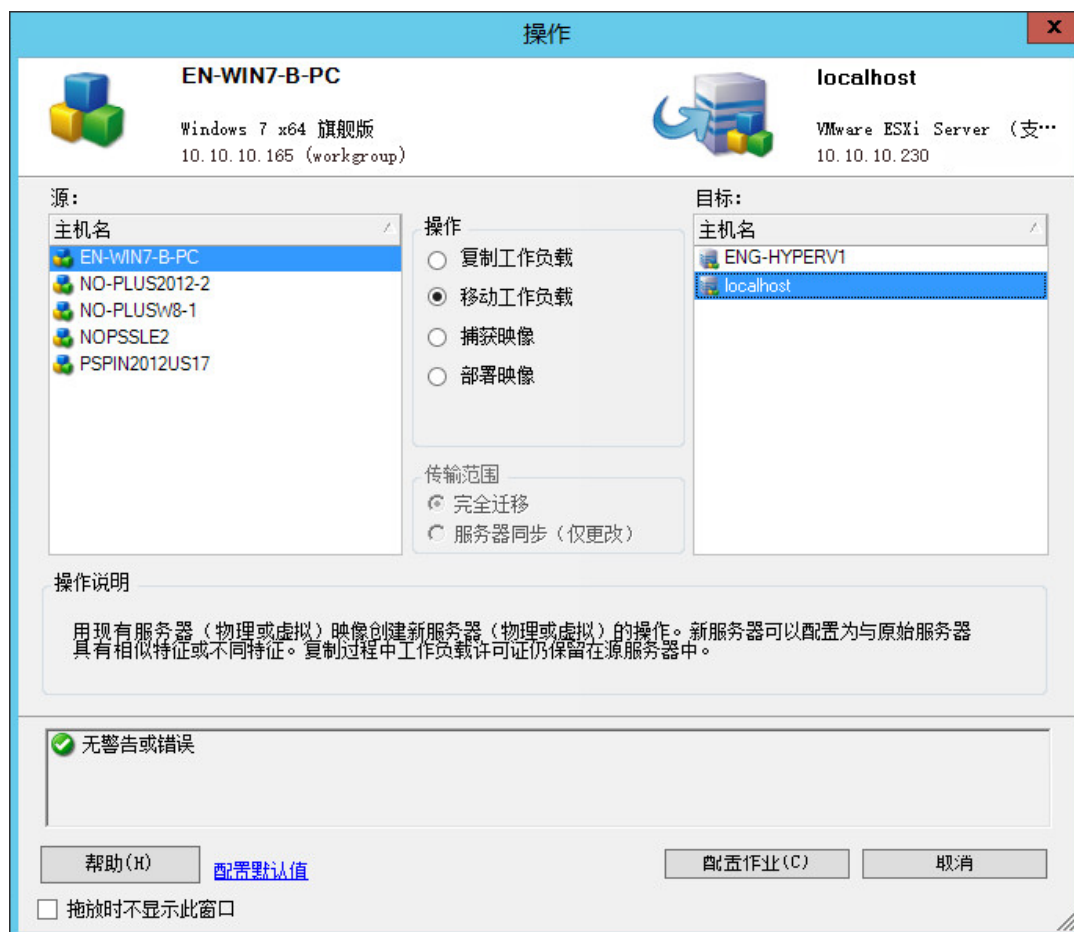 操作
x
EN-WIN7-B-PC
Windows 7 x64 旗舰版
10.10.10.165 (workgroup)
localhost
VMware ESXi Server （支…
10.10.10.230
源:
主机名
EN-WIN7-B-PC
NO-PLUS2012-2
NO-PLUSW8-1
NOPSSLE2
PSPIN2012US17
操作
复制工作负载
移动工作负载
捕获映像
部署映像
传输范围
完全迁移
服务器同步（仅更改）
目标:
主机名
ENG-HYPERV1
localhost
操作说明
用现有服务器（物理或虚拟）映像创建新服务器（物理或虚拟）的操作。新服务器可以配置为与原始服务器
具有相似特征或不同特征。复制过程中工作负载许可证仍保留在源服务器中。
无警告或错误
帮助(H)
配置默认值
配置作业(C)
取消
拖放时不显示此窗口